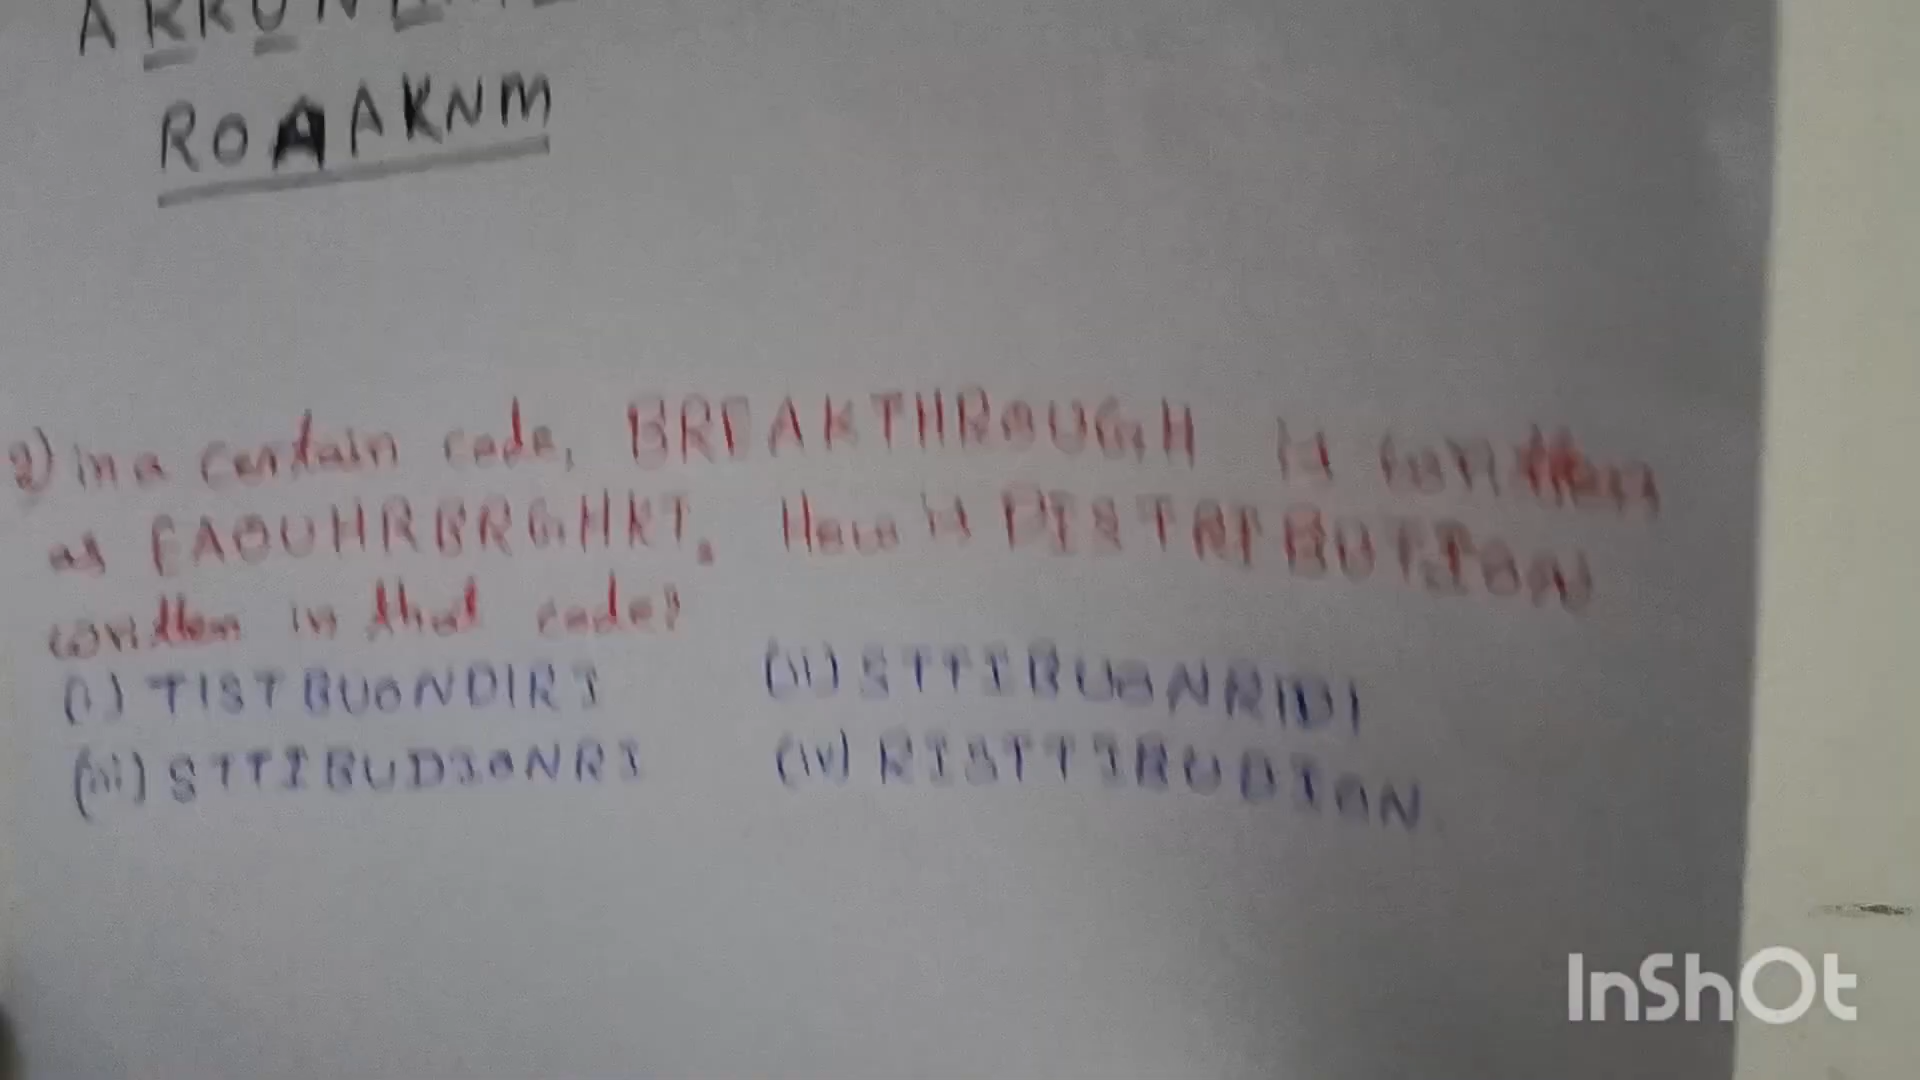 ROAAKNM
2) in a certain code, BREAKTHROUGH is written
as EAOUHRBRGHKT. How is DISTRIBUTION
written in that code?
(i) TISTBUONDIRI (ii) STTIBUONRIDI
(iii) STTIBUDIONRI (iv) RISTTIBUDION
InShOt